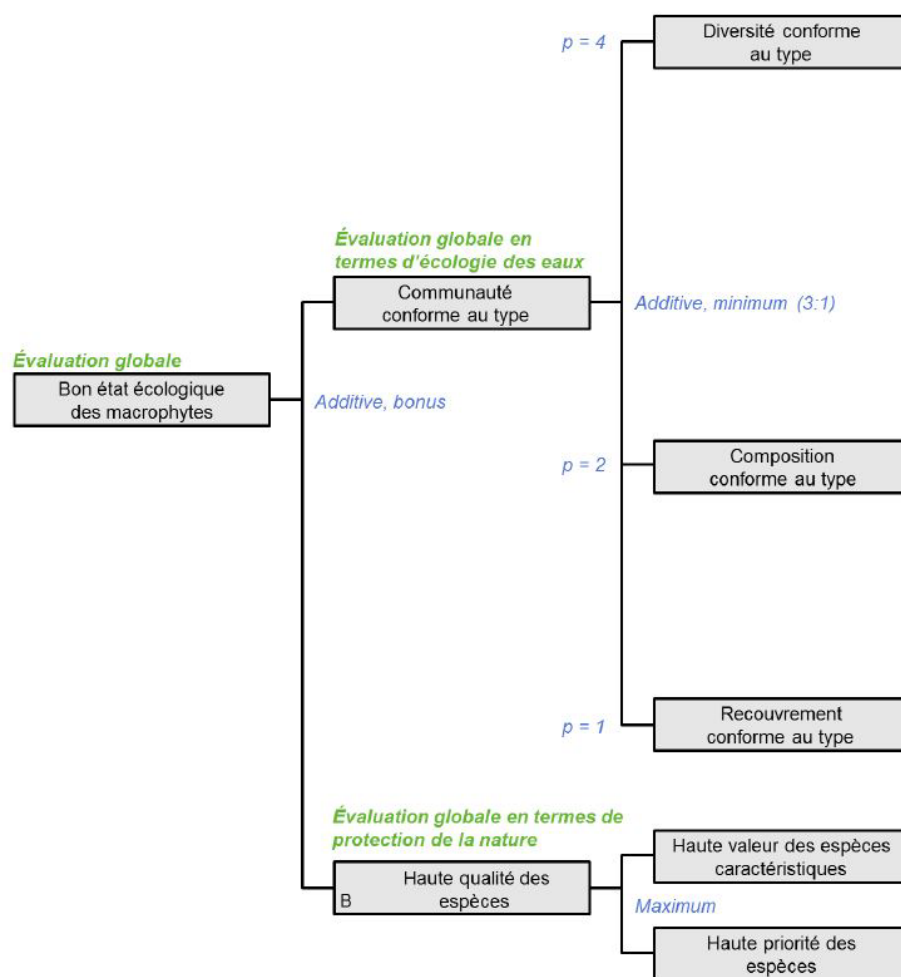 Diversité conforme
au type
p = 4
Évaluation globale en
termes d'écologie des eaux
Communauté
conforme au type
Additive, minimum (3:1)
Évaluation globale
Bon état écologique
des macrophytes
Additive, bonus
Composition
conforme au type
p = 2
Recouvrement
conforme au type
p = 1
Évaluation globale en termes de
protection de la nature
Haute qualité des
espèces
B
Haute valeur des espèces
caractéristiques
Maximum
Haute priorité des
espèces